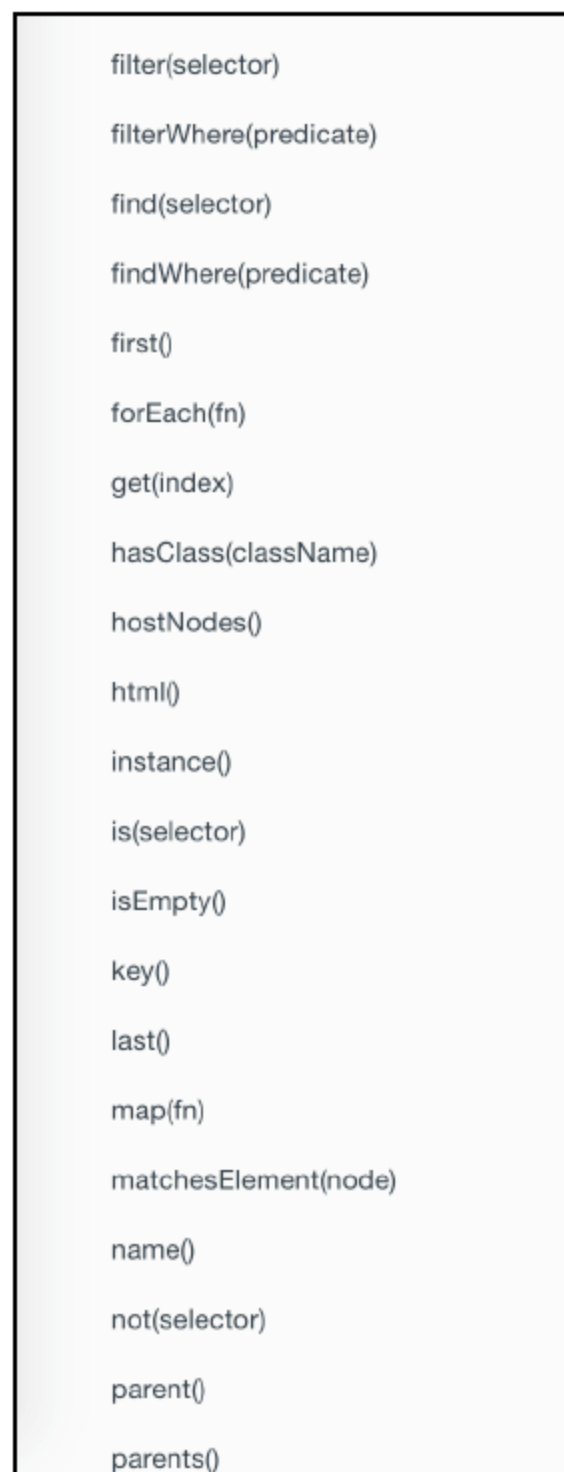 filter(selector)
filterWhere(predicate)
find(selector)
findWhere(predicate)
first()
forEach(fn)
get(index)
hasClass(className)
hostNodes()
html()
instance()
is(selector)
isEmpty()
key()
last()
map(fn)
matchesElement(node)
name()
not(selector)
parent()
parents()